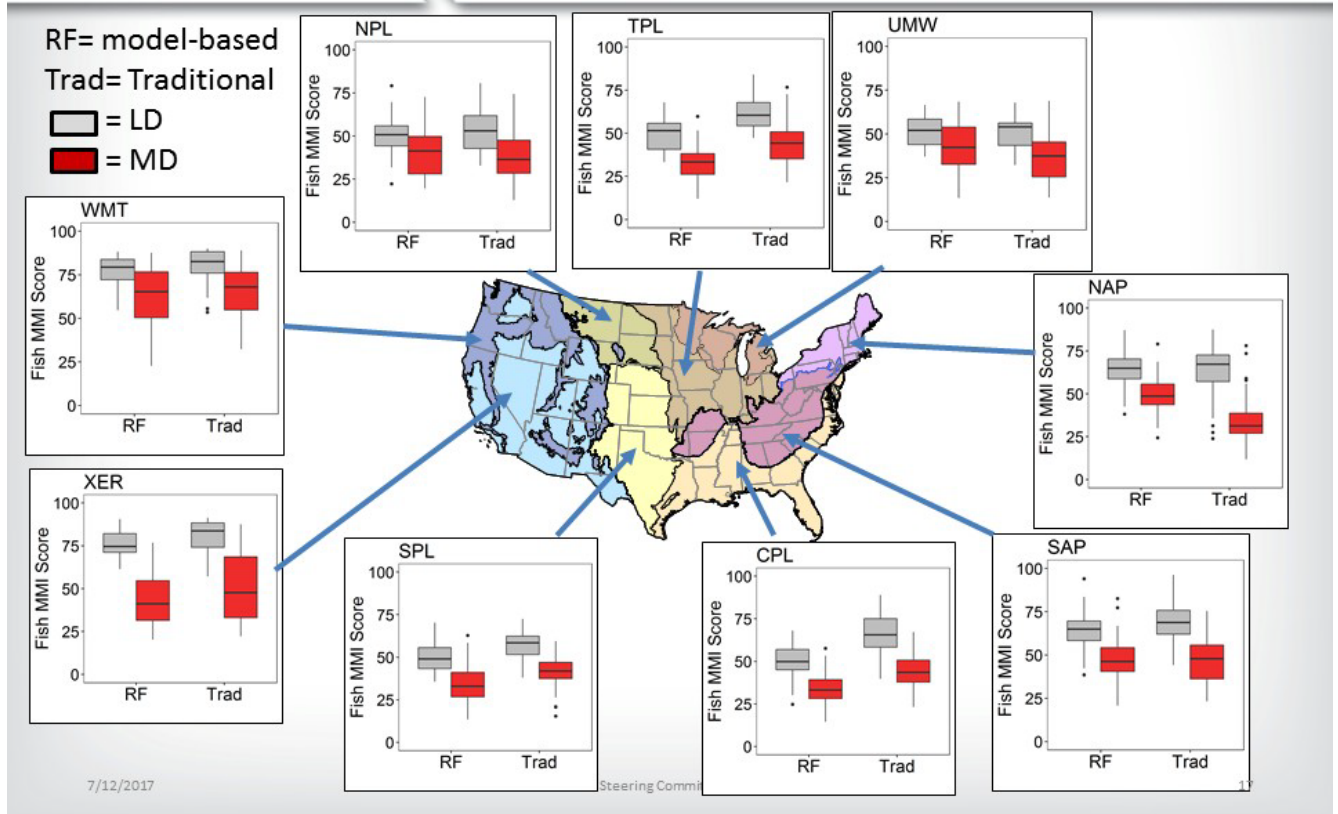 RF= model-based
Trad= Traditional
= LD
= MD
NPL
Fish MMI Score
100
75
50
25
0
RF Trad
TPL
Fish MMI Score
100
75
50
25
0
RF Trad
UMW
Fish MMI Score
100
75
50
25
0
RF Trad
WMT
Fish MMI Score
100
75
50
25
0
RF Trad
NAP
Fish MMI Score
100
75
50
25
0
RF Trad
XER
Fish MMI Score
100
75
50
25
0
RF Trad
SPL
Fish MMI Score
100
75
50
25
0
RF Trad
CPL
Fish MMI Score
100
75
50
25
0
RF Trad
SAP
Fish MMI Score
100
75
50
25
0
RF Trad
7/12/2017
Steering Commi
17